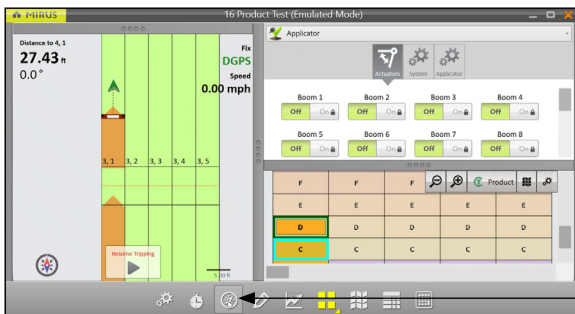 MIRUS
16 Product Test (Emulated Mode)
Distance to 4, 1
27.43 ft
0.0°
Fix
DGPS
Speed
0.00 mph
3, 1 3, 2 3, 3 3, 4 3, 5
Resume Tripping
Applicator
Actuators System Applicator
Boom 1 Boom 2 Boom 3 Boom 4
Off On Off On Off On Off On
Boom 5 Boom 6 Boom 7 Boom 8
Off On Off On Off On Off On
Product
F F F
E E E E E
D D D D D
C C C C C